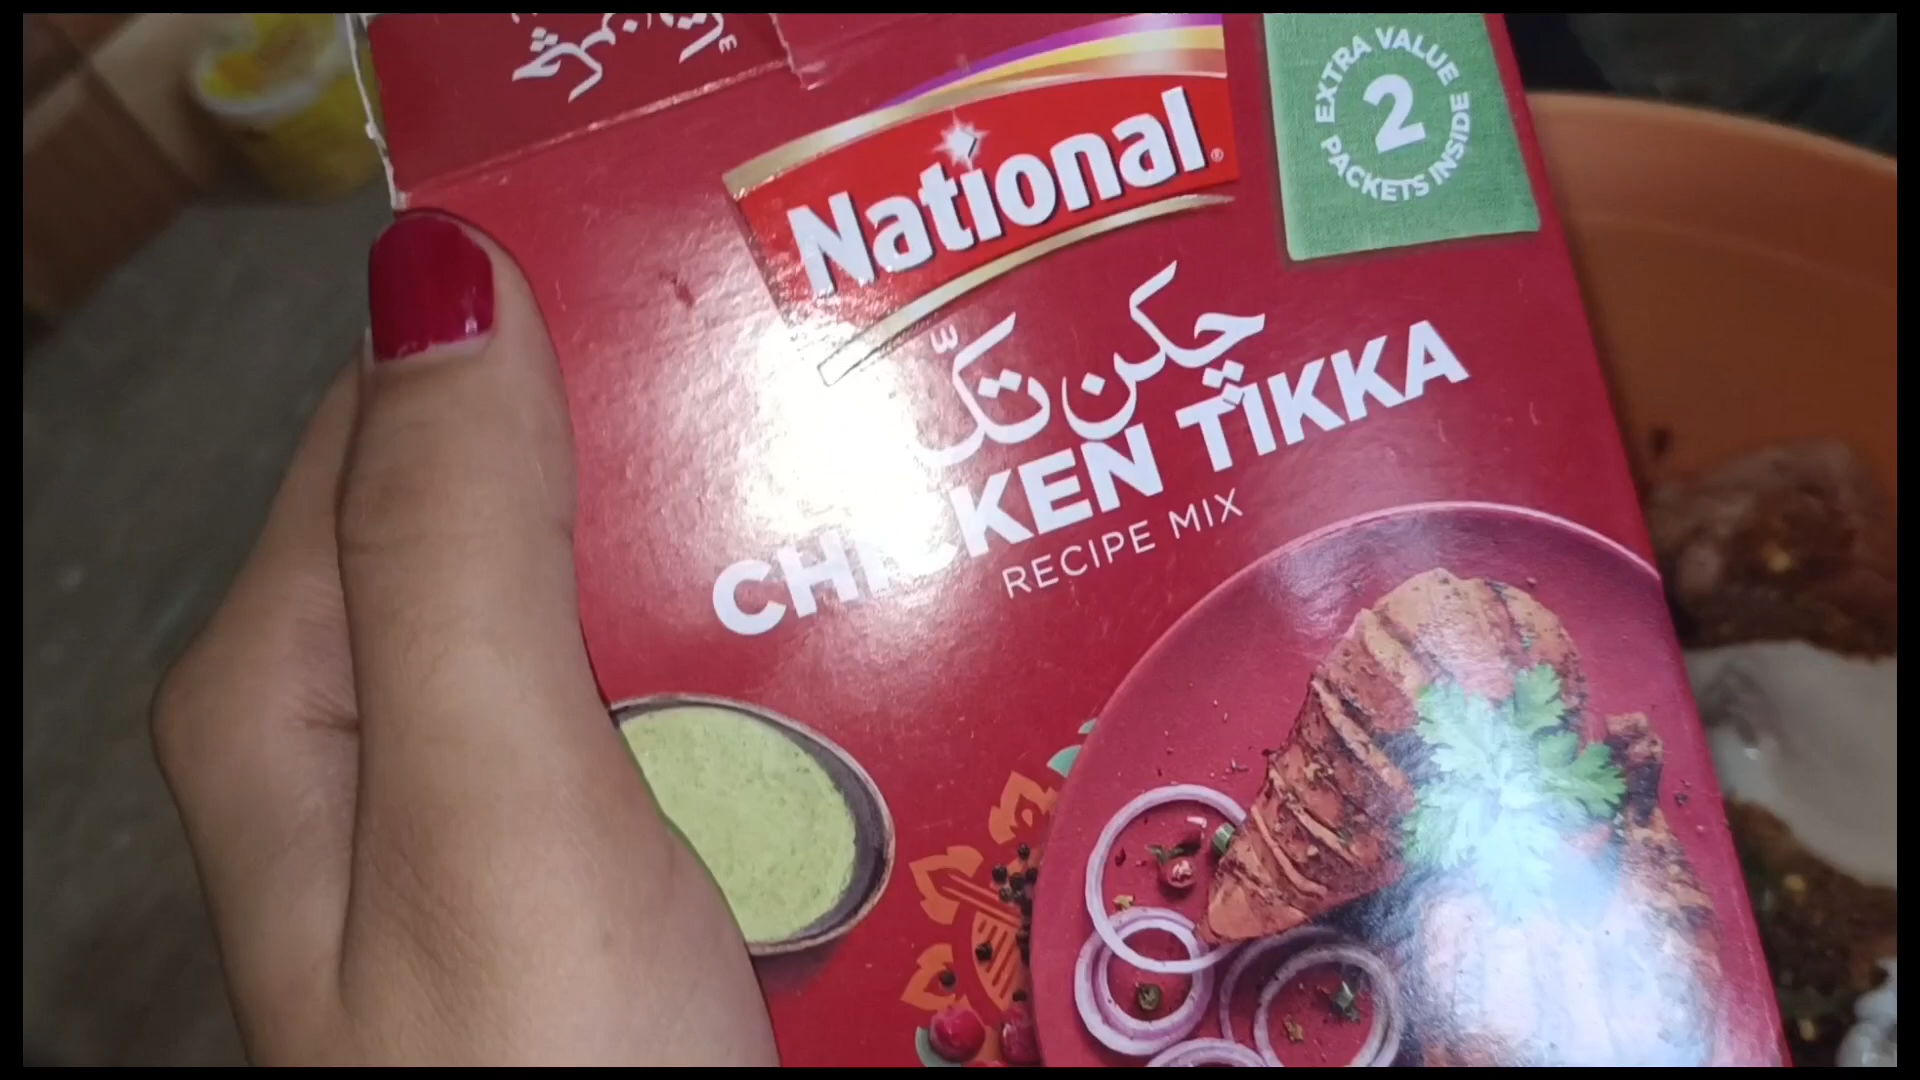 National
EXTRA VALUE
2
PACKETS INSIDE
چکن تکّہ
CHICKEN TIKKA
RECIPE MIX